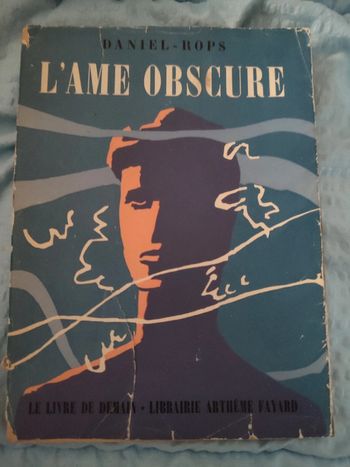 DANIEL-ROPS
L'AME OBSCURE
LE LIVRE DE DEMAIN • LIBRAIRIE ARTHÈME FAYARD